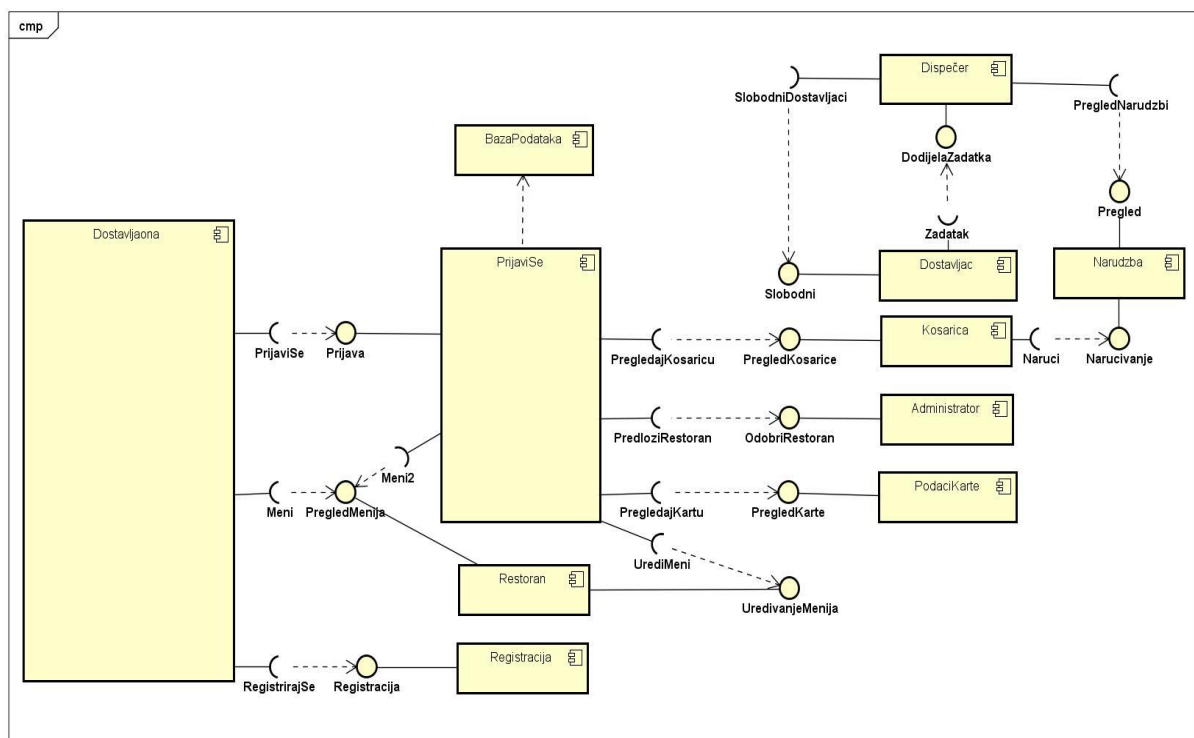 cmp
Dispečer
SlobodniDostavljaci
PregledNarudzbi
BazaPodataka
DodijelaZadatka
Pregled
Dostavljaona
Zadatak
PrijaviSe
Dostavljac
Narudzba
Slobodni
Kosarica
PrijaviSe
Prijava
PregledajKosaricu
PregledKosarice
Naruci
Narucivanje
Administrator
PredloziRestoran
OdobriRestoran
Meni2
PodaciKarte
Meni
PregledMenija
PregledajKartu
PregledKarte
UrediMeni
Restoran
UredivanjeMenija
Registracija
RegistrirajSe
Registracija